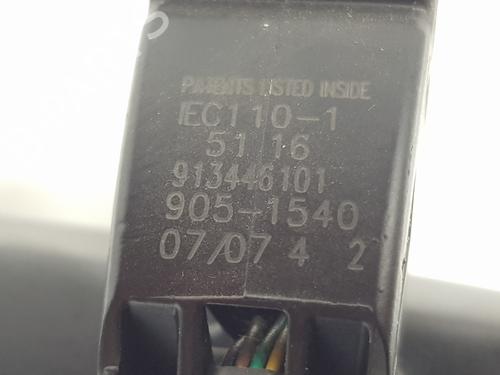 PATENTS LISTED INSIDE
IEC110-1
51 16
913446101
905-1540
07/07 4 2